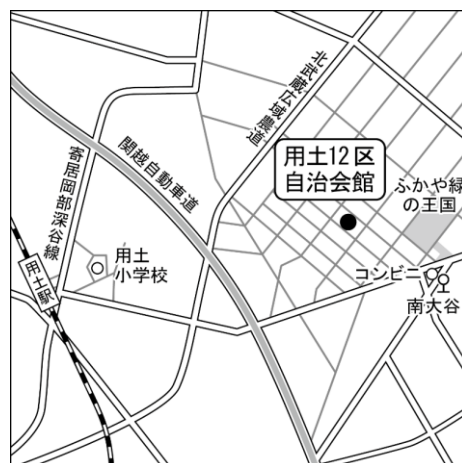 北武蔵広域農道
関越自動車道
寄居岡部深谷線
用土12区
自治会館
ふかや緑
の王国
用土
小学校
用土駅
コンビニ
南大谷